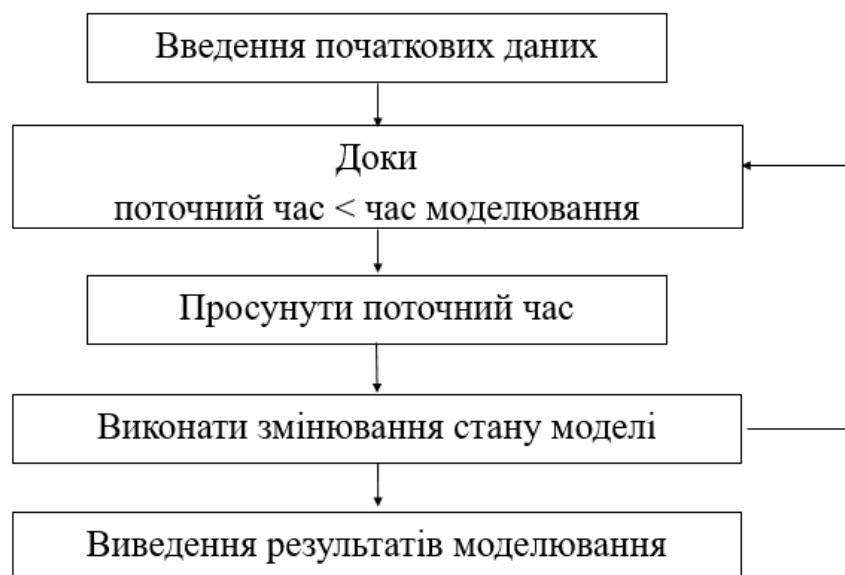 Введення початкових даних
Доки
поточний час < час моделювання
Просунути поточний час
Виконати змінювання стану моделі
Виведення результатів моделювання